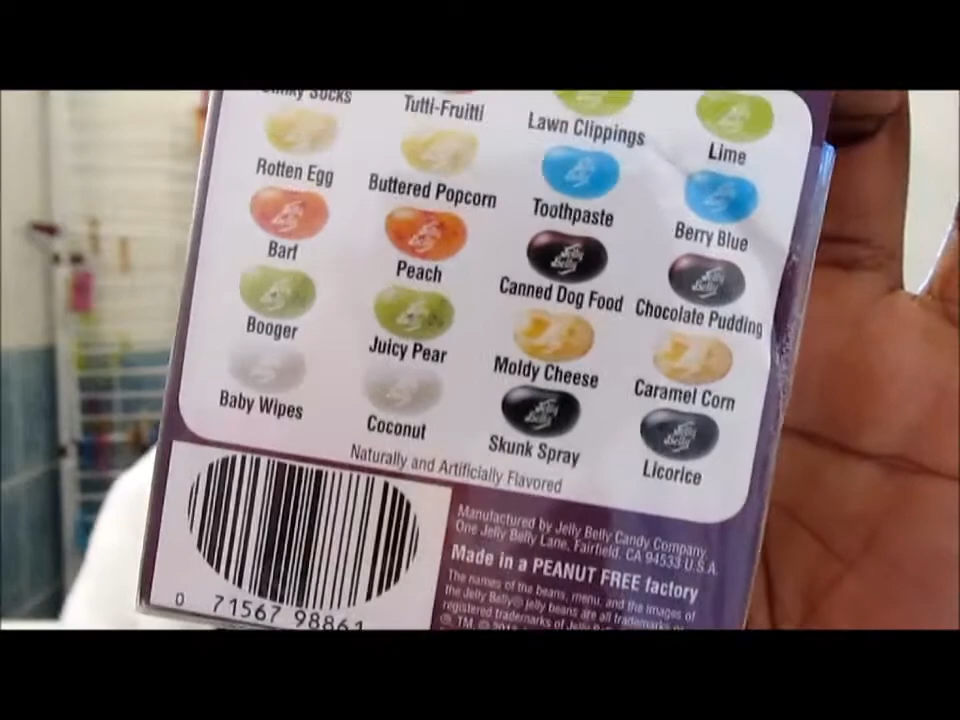 Stinky Socks Tutti-Fruitti Lawn Clippings Lime
Rotten Egg Buttered Popcorn Toothpaste Berry Blue
Barf Peach Canned Dog Food Chocolate Pudding
Booger Juicy Pear Moldy Cheese Caramel Corn
Baby Wipes Coconut Skunk Spray Licorice
Naturally and Artificially Flavored
Manufactured by Jelly Belly Candy Company
One Jelly Belly Lane, Fairfield, CA 94533 U.S.A.
Made in a PEANUT FREE factory
The names of the beans, menu, and the images of
the Jelly Belly® jelly beans are all trademarks or
registered trademarks of Jelly
0 71567 98861